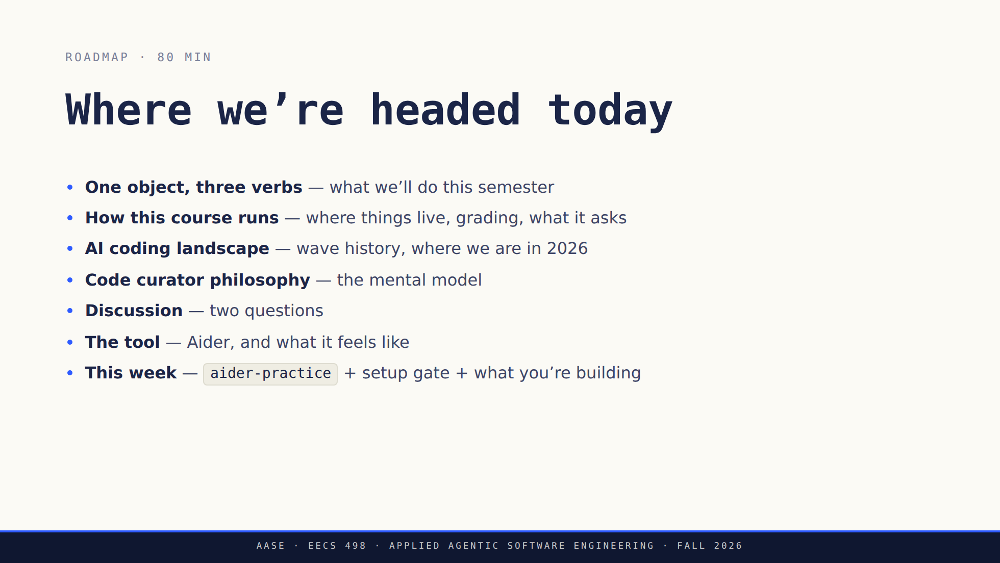 ROADMAP · 80 MIN
Where we’re headed today
• One object, three verbs — what we’ll do this semester
• How this course runs — where things live, grading, what it asks
• AI coding landscape — wave history, where we are in 2026
• Code curator philosophy — the mental model
• Discussion — two questions
• The tool — Aider, and what it feels like
• This week — aider-practice + setup gate + what you’re building
AASE · EECS 498 · APPLIED AGENTIC SOFTWARE ENGINEERING · FALL 2026